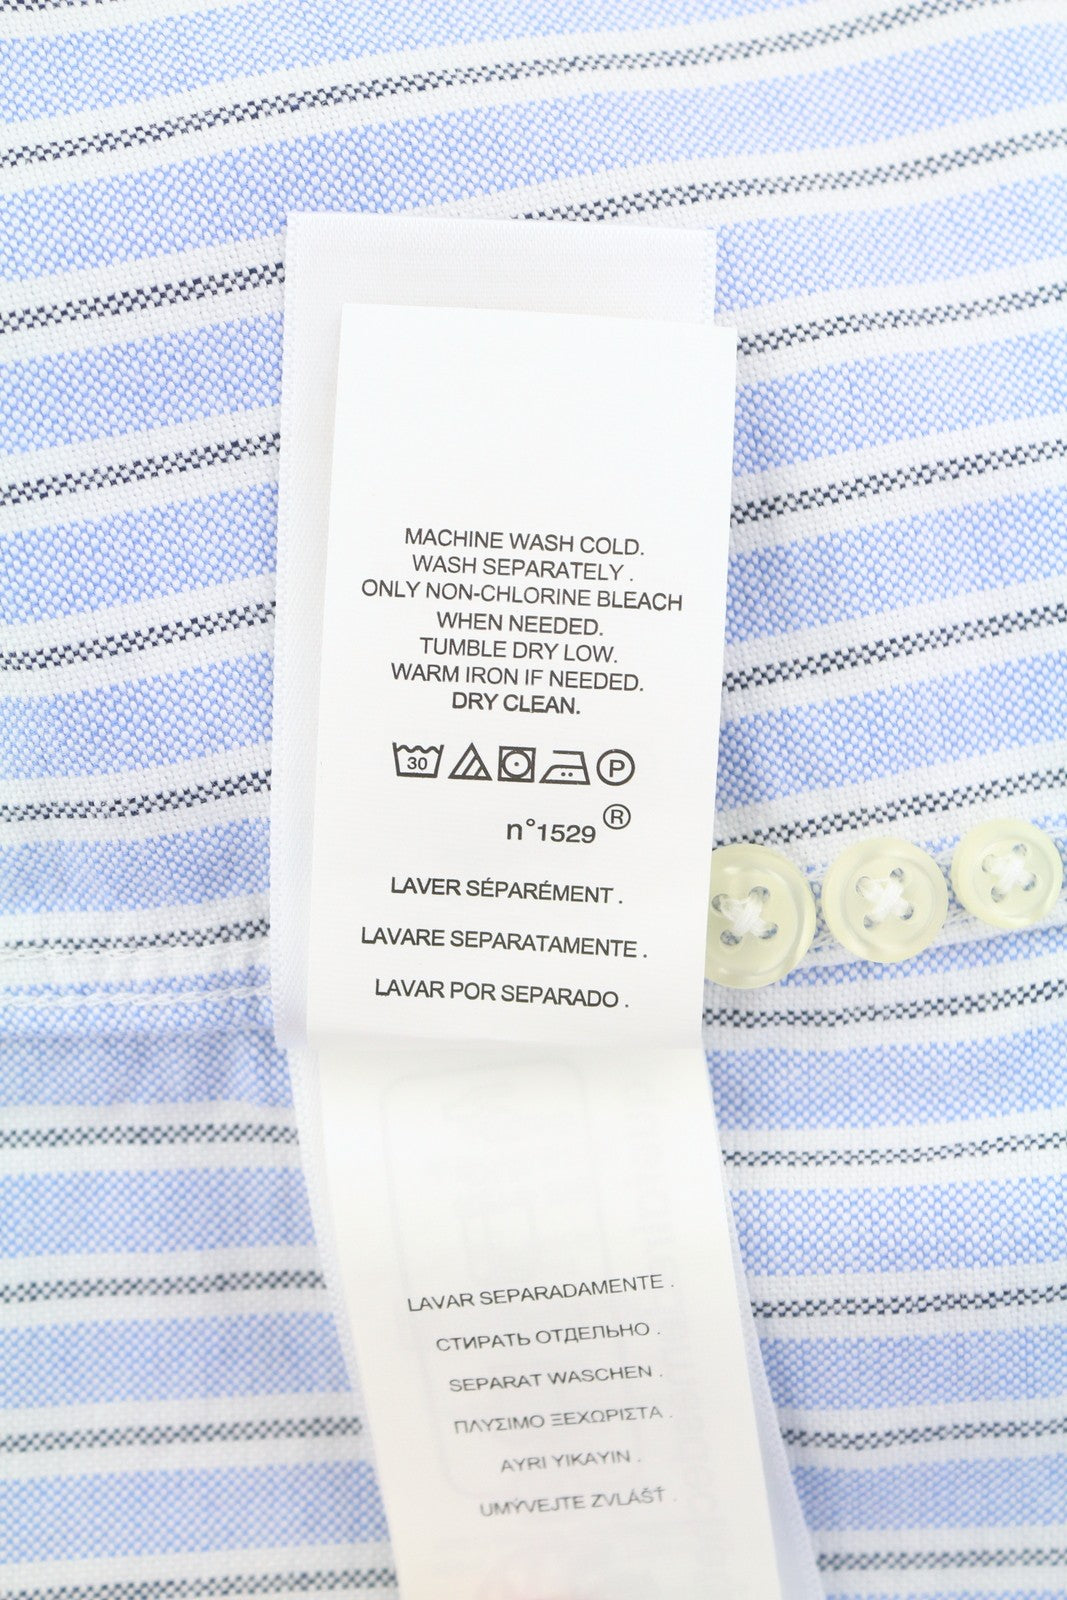 MACHINE WASH COLD.
WASH SEPARATELY .
ONLY NON-CHLORINE BLEACH
WHEN NEEDED.
TUMBLE DRY LOW.
WARM IRON IF NEEDED.
DRY CLEAN.
30 P
n°1529 ®
LAVER SÉPARÉMENT .
LAVARE SEPARATAMENTE .
LAVAR POR SEPARADO .
LAVAR SEPARADAMENTE .
СТИРАТЬ ОТДЕЛЬНО .
SEPARAT WASCHEN .
ΠΛΥΣΙΜΟ ΞΕΧΩΡΙΣΤΑ .
AYRI YIKAYIN .
UMÝVEJTE ZVLÁŠŤ .